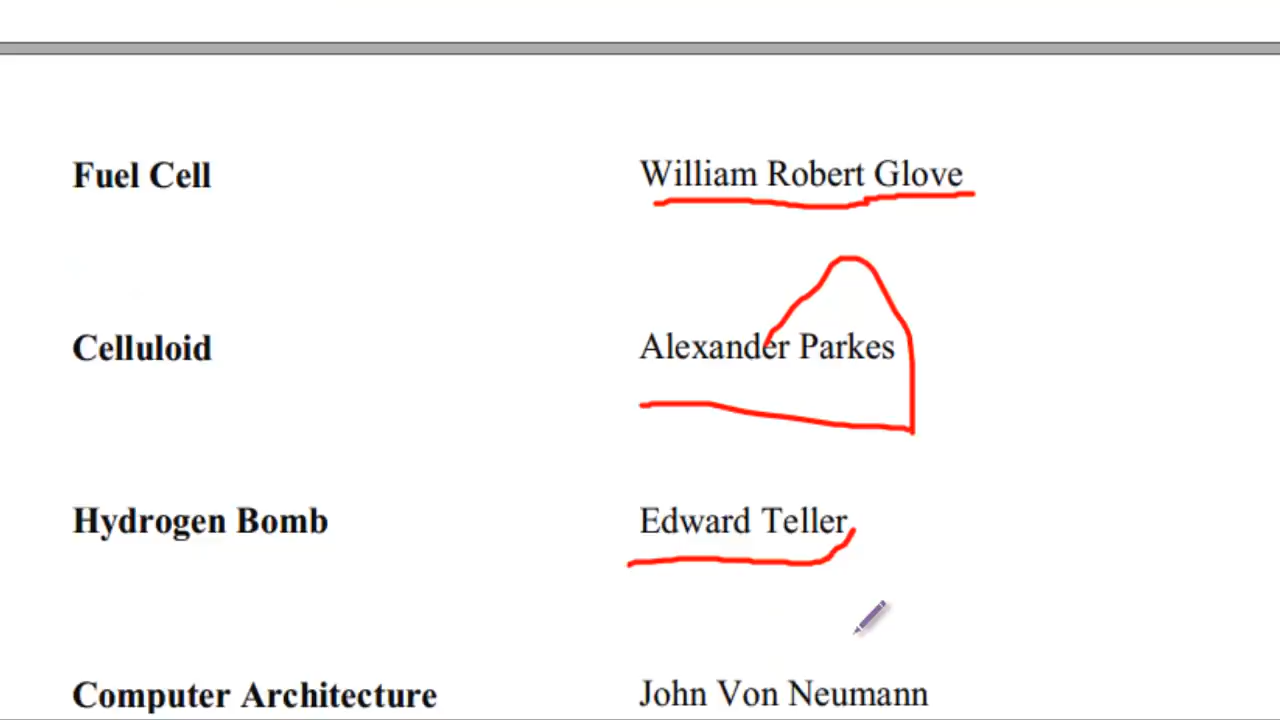 Fuel Cell William Robert Glove
Celluloid Alexander Parkes
Hydrogen Bomb Edward Teller
Computer Architecture John Von Neumann